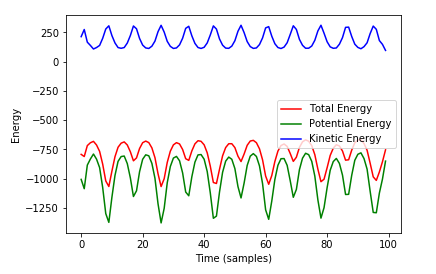 250
0
−250
−500
−750
−1000
−1250
Energy
Total Energy
Potential Energy
Kinetic Energy
0 20 40 60 80 100
Time (samples)